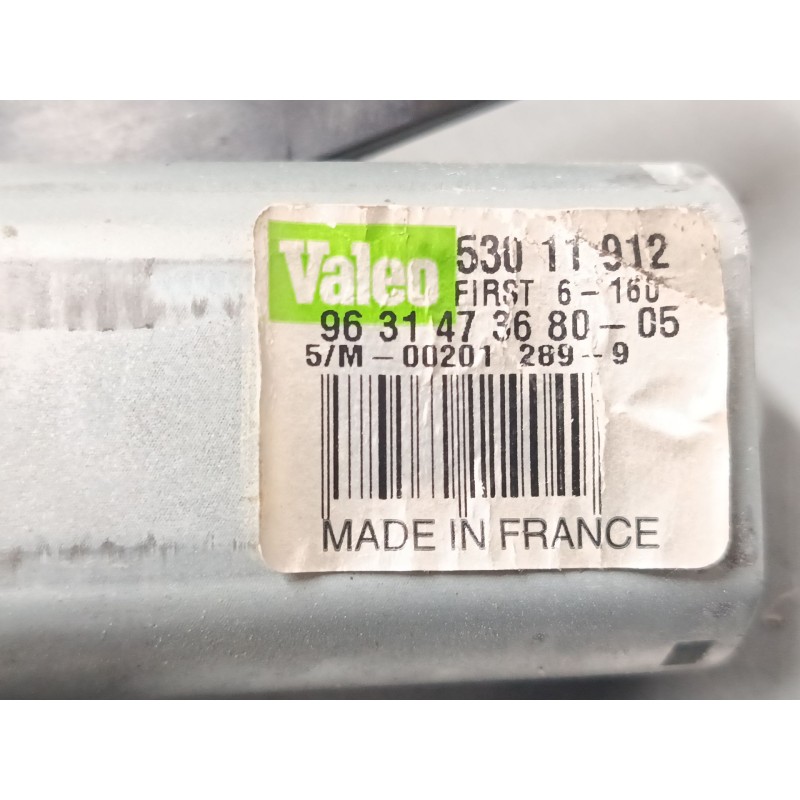 Valeo 530 11 912
FIRST 6-160
96 31 47 36 80-05
5/M-00201 289-9
MADE IN FRANCE